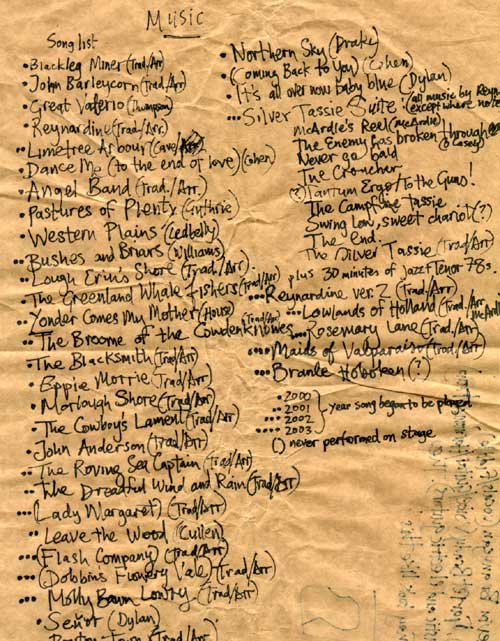 Music
Song list
• Blackleg Miner (Trad/Arr)
• John Barleycorn (Trad/Arr)
• Great Valerio (Thompson)
• Reynardine (Trad/Arr.)
•• Limetree Arbour (Cave/
• Dance Me (to the end of love) (Cohen)
• Angel Band (Trad./Arr.)
• Pastures of Plenty (Guthrie)
• Western Plains (Ledbelly)
•• Bushes and Briars (Williams)
•• Lough Erin's Shore (Trad./Arr)
• The Greenland Whale Fishers (Trad/Arr)
•• Yonder Comes My Mother (House) (Trad/Arr)
•• The Broome of the Cowdenknowes
• The Blacksmith (Trad/Arr)
• Eppie Morrie (Trad/Arr)
• Morlough Shore (Trad/Arr)
• The Cowboy's Lament (Trad/Arr)
• John Anderson (Trad/Arr)
•• The Roving Sea Captain (Trad/Arr)
•• The Dreadful Wind and Rain (Trad/Arr)
••• (Lady Margaret) (Trad/Arr)
•• Leave the Wood (Cullen)
••• (Flash Company) (Trad/Arr)
••• (Dobbins Flowery Vale) (Trad/Arr)
••• Molly Bawn Lowry (Trad/Arr)
• Señor (Dylan)
(Trad/Arr)
• Northern Sky (Drake)
• (Coming Back to You) (Cohen)
• It's all over now baby blue (Dylan)
••• Silver Tassie Suite: (all music by Reyn
(except where no
McArdle's Reel (McArdle)
The Enemy has broken through (O'Casey)
Never go bald
The Croucher
(?) Tantum Ergo/To the Guns!
The Campfire Tassie
Swing Low, sweet chariot (?)
The End.
The Silver Tassie (Trad/Arr)
plus 30 minutes of jazz + Tenor 78s.
••• Reynardine ver. 2 (Trad/Arr)
••• Lowlands of Holland (Trad/Arr McArdl
••• Rosemary Lane (Trad/Arr)
•••• Maids of Valparaiso (Trad/Arr)
•••• Branle Hoboken (?)
• 2000
•• 2001
••• 2002
•••• 2003
year song began to be played
() never performed on stage